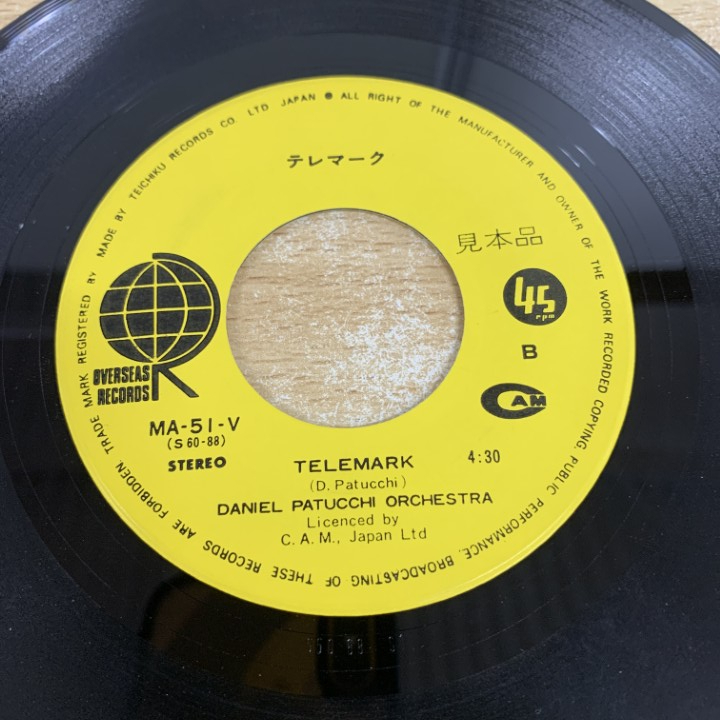 TRADE MARK REGISTERED BY MADE BY TEICHIKU RECORDS CO. LTD. JAPAN ● ALL RIGHT OF THE MANUFACTURER AND OWNER OF THE WORK RECORDED COPYING, PUBLIC PERFORMANCE, BROADCASTING OF THESE RECORDS ARE FORBIDDEN
テレマーク
見本品
45
rpm
B
OVERSEAS
RECORDS
CAM
MA-51-V
(S 60-88)
STEREO
TELEMARK 4:30
(D. Patucchi)
DANIEL PATUCCHI ORCHESTRA
Licenced by
C. A. M., Japan Ltd